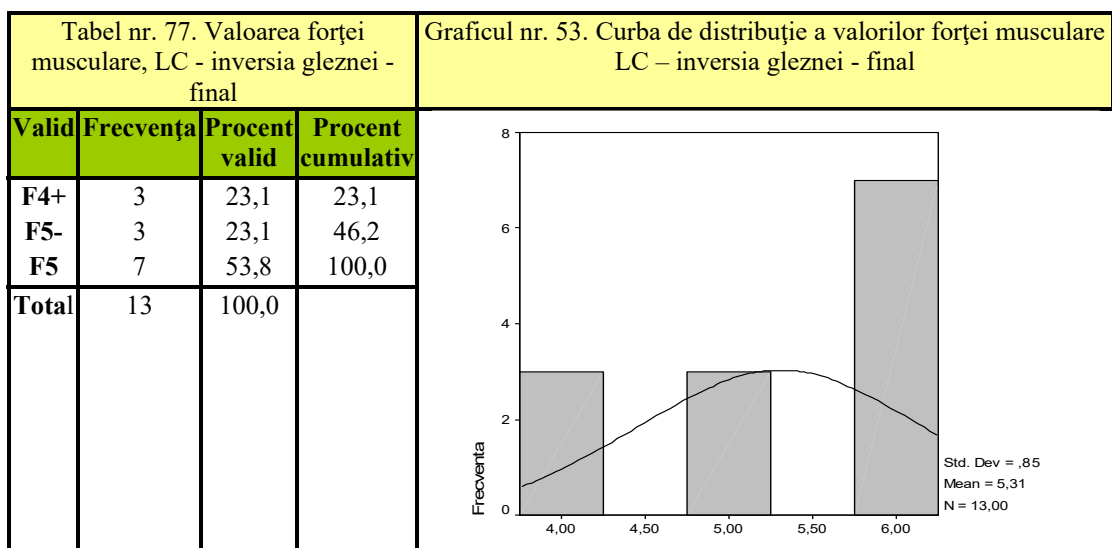 Tabel nr. 77. Valoarea forţei
musculare, LC - inversia gleznei -
final
Graficul nr. 53. Curba de distribuţie a valorilor forţei musculare
LC – inversia gleznei - final
Valid Frecvenţa Procent valid Procent cumulativ
F4+ 3 23,1 23,1
F5- 3 23,1 46,2
F5 7 53,8 100,0
Total 13 100,0
8
6
4
2
0
Frecventa
4,00 4,50 5,00 5,50 6,00
Std. Dev = ,85
Mean = 5,31
N = 13,00